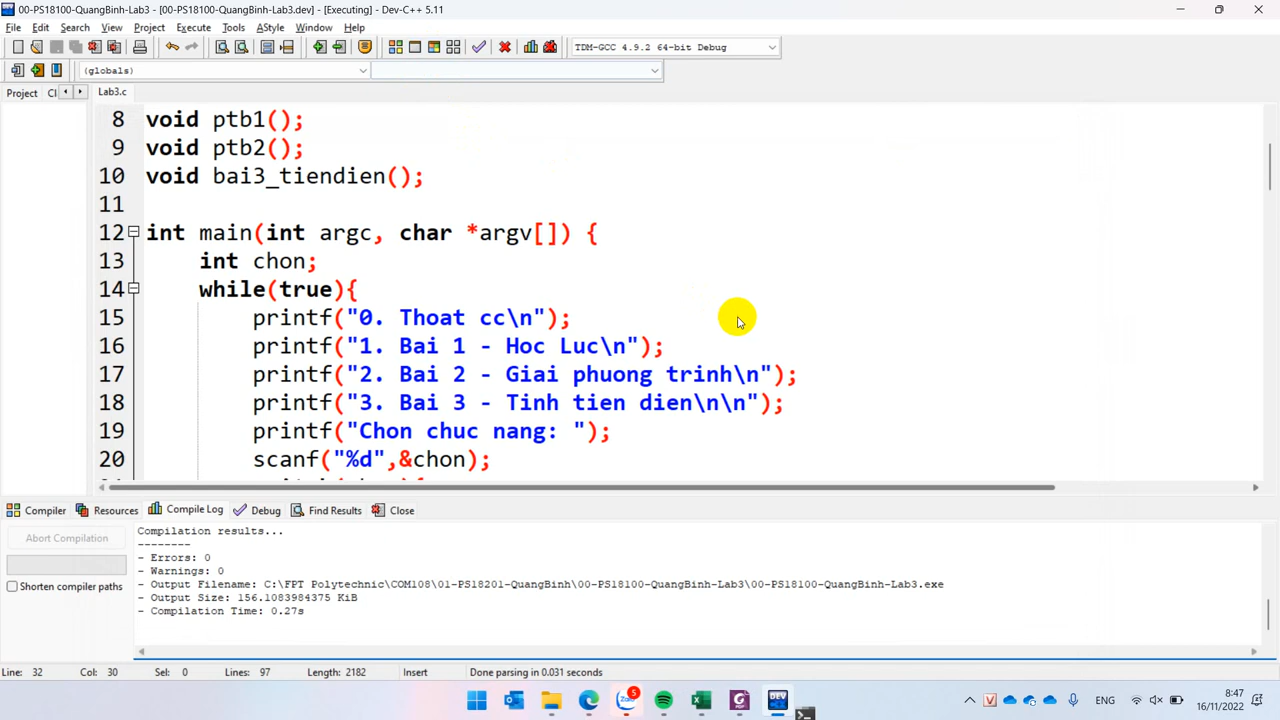 00-PS18100-QuangBinh-Lab3 - [00-PS18100-QuangBinh-Lab3.dev] - [Executing] - Dev-C++ 5.11
File Edit Search View Project Execute Tools AStyle Window Help
TDM-GCC 4.9.2 64-bit Debug
(globals)
Project Cl Lab3.c
8 void ptb1();
9 void ptb2();
10 void bai3_tiendien();
11
12 int main(int argc, char *argv[]) {
13 int chon;
14 while(true){
15 printf("0. Thoat cc\n");
16 printf("1. Bai 1 - Hoc Luc\n");
17 printf("2. Bai 2 - Giai phuong trinh\n");
18 printf("3. Bai 3 - Tinh tien dien\n\n");
19 printf("Chon chuc nang: ");
20 scanf("%d",&chon);
Compiler Resources Compile Log Debug Find Results Close
Abort Compilation
Shorten compiler paths
Compilation results...
--------
- Errors: 0
- Warnings: 0
- Output Filename: C:\FPT Polytechnic\COM108\01-PS18201-QuangBinh\00-PS18100-QuangBinh-Lab3\00-PS18100-QuangBinh-Lab3.exe
- Output Size: 156.1083984375 KiB
- Compilation Time: 0.27s
Line: 32 Col: 30 Sel: 0 Lines: 97 Length: 2182 Insert Done parsing in 0.031 seconds
Zalo 5 DEV
ENG 8:47
16/11/2022